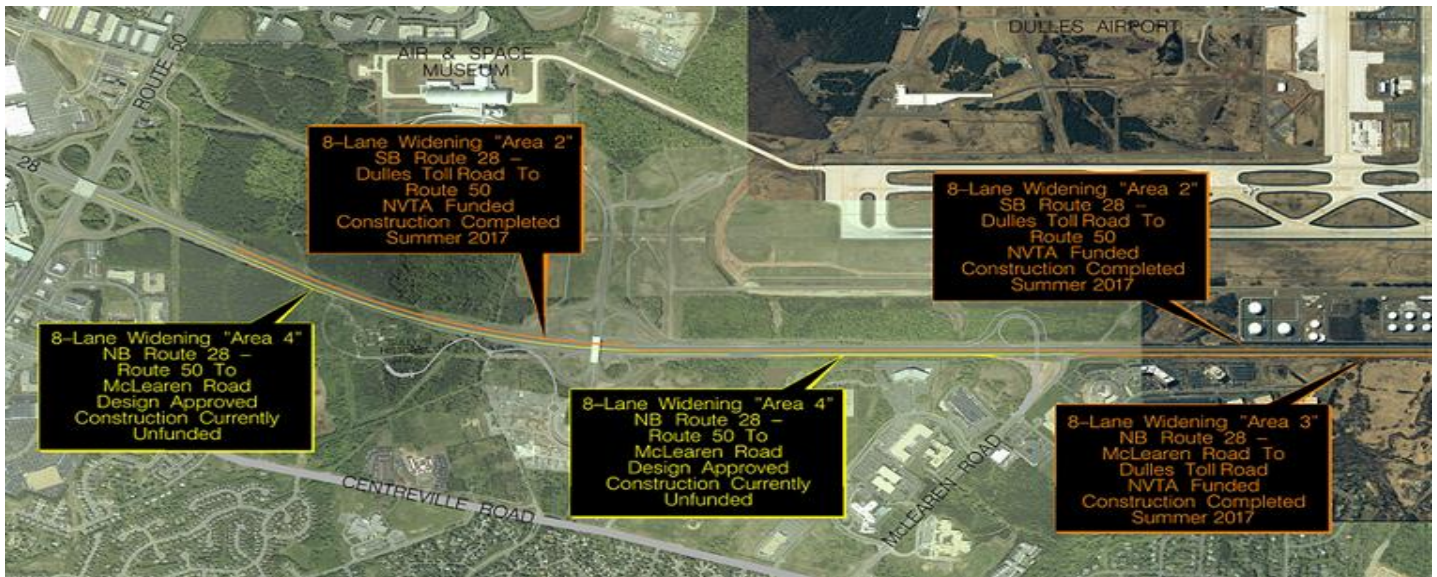 ROUTE 50
AIR & SPACE
MUSEUM
DULLES AIRPORT
28
8-Lane Widening "Area 2"
SB Route 28 –
Dulles Toll Road To
Route 50
NVTA Funded
Construction Completed
Summer 2017
8-Lane Widening "Area 2"
SB Route 28 –
Dulles Toll Road To
Route 50
NVTA Funded
Construction Completed
Summer 2017
8-Lane Widening "Area 4"
NB Route 28 –
Route 50 To
McLearen Road
Design Approved
Construction Currently
Unfunded
8-Lane Widening "Area 4"
NB Route 28 –
Route 50 To
McLearen Road
Design Approved
Construction Currently
Unfunded
8-Lane Widening "Area 3"
NB Route 28 –
McLearen Road To
Dulles Toll Road
NVTA Funded
Construction Completed
Summer 2017
CENTREVILLE ROAD
McLEAREN ROAD